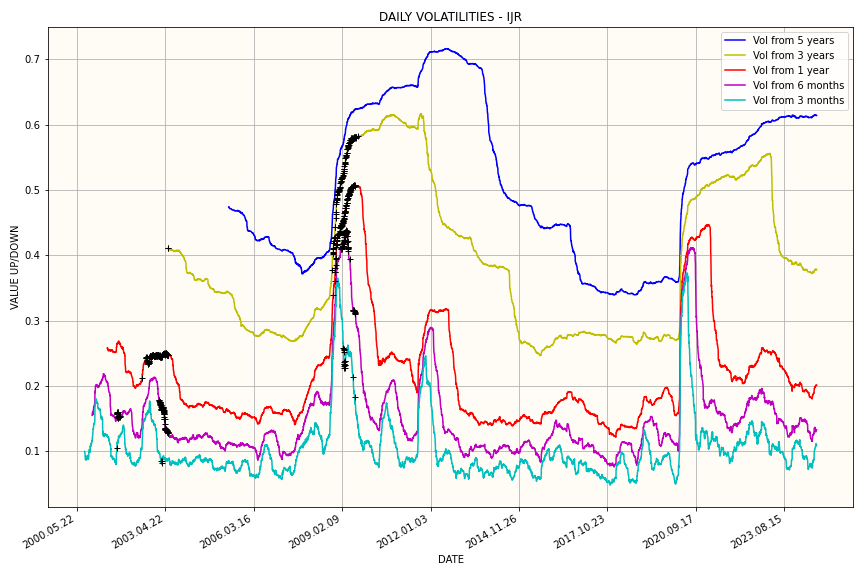 DAILY VOLATILITIES - IJR
Vol from 5 years
Vol from 3 years
Vol from 1 year
Vol from 6 months
Vol from 3 months
VALUE UP/DOWN
0.7
0.6
0.5
0.4
0.3
0.2
0.1
2000.05.22
2003.04.22
2006.03.16
2009.02.09
2012.01.03
2014.11.26
2017.10.23
2020.09.17
2023.08.15
DATE